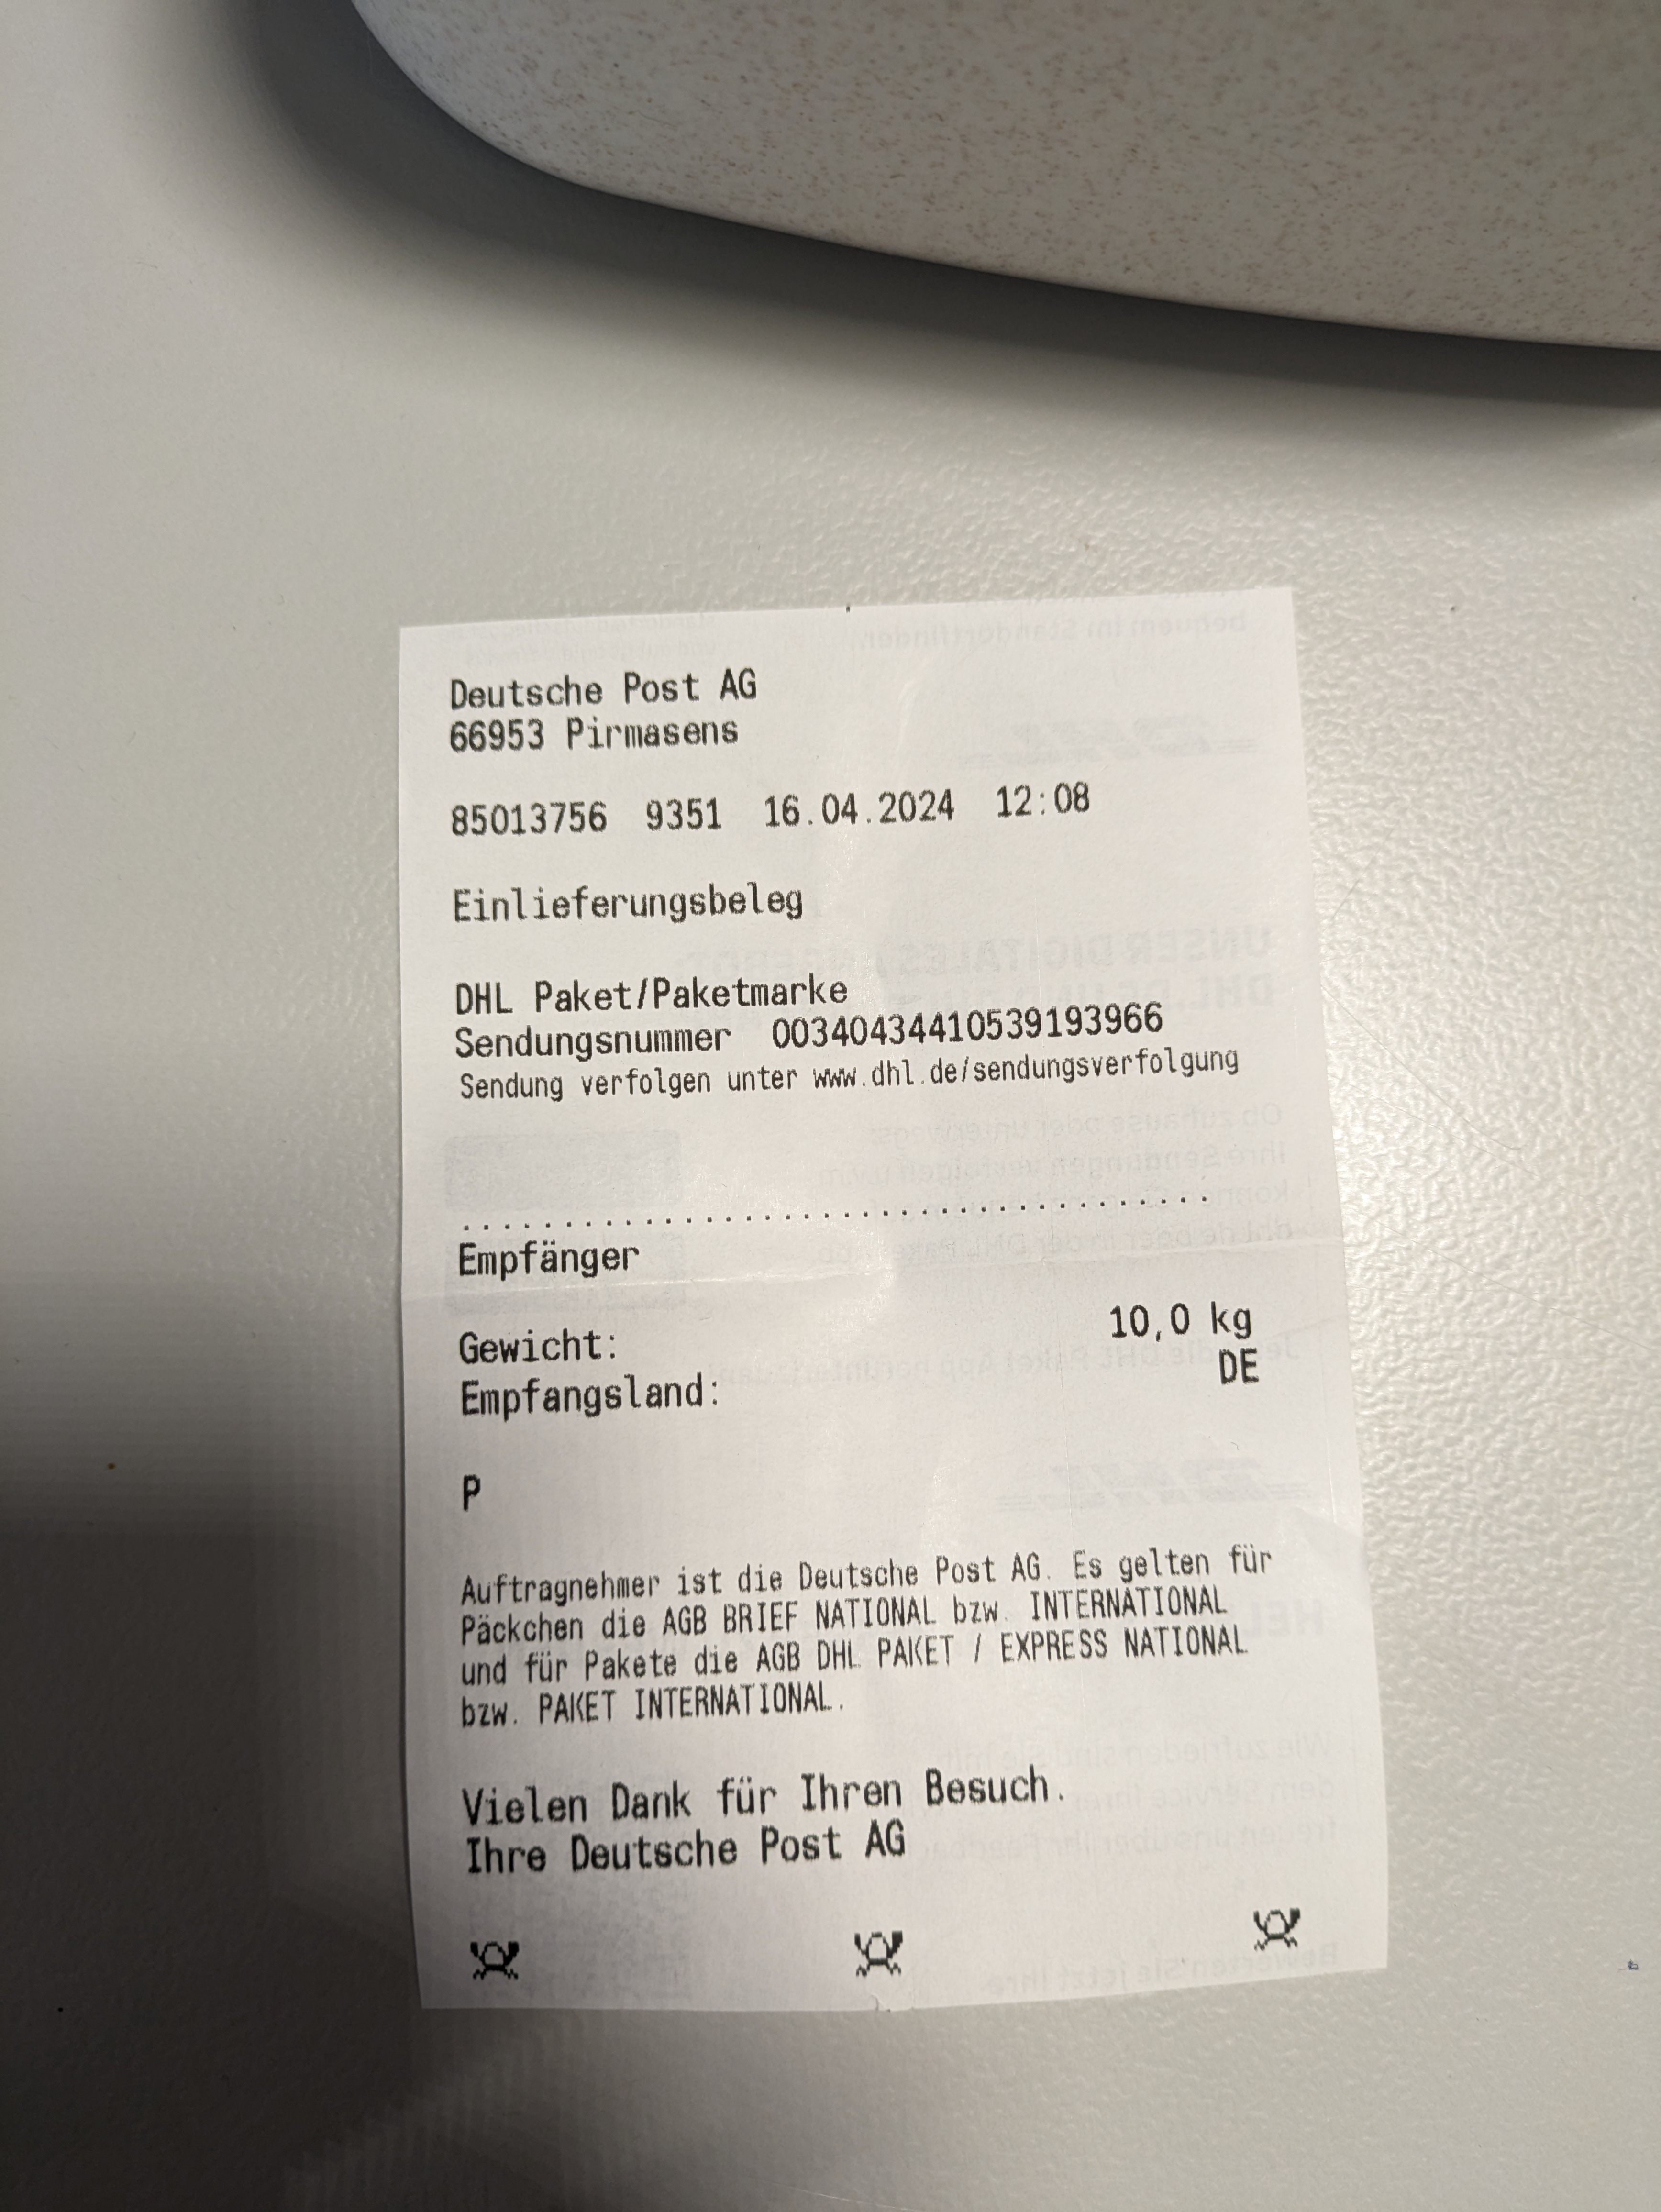 Deutsche Post AG
66953 Pirmasens
85013756 9351 16.04.2024 12:08
Einlieferungsbeleg
DHL Paket/Paketmarke
Sendungsnummer 00340434410539193966
Sendung verfolgen unter www.dhl.de/sendungsverfolgung
......................................
Empfänger
Gewicht: 10,0 kg
Empfangsland: DE
P
Auftragnehmer ist die Deutsche Post AG. Es gelten für
Päckchen die AGB BRIEF NATIONAL bzw. INTERNATIONAL
und für Pakete die AGB DHL PAKET / EXPRESS NATIONAL
bzw. PAKET INTERNATIONAL.
Vielen Dank für Ihren Besuch.
Ihre Deutsche Post AG